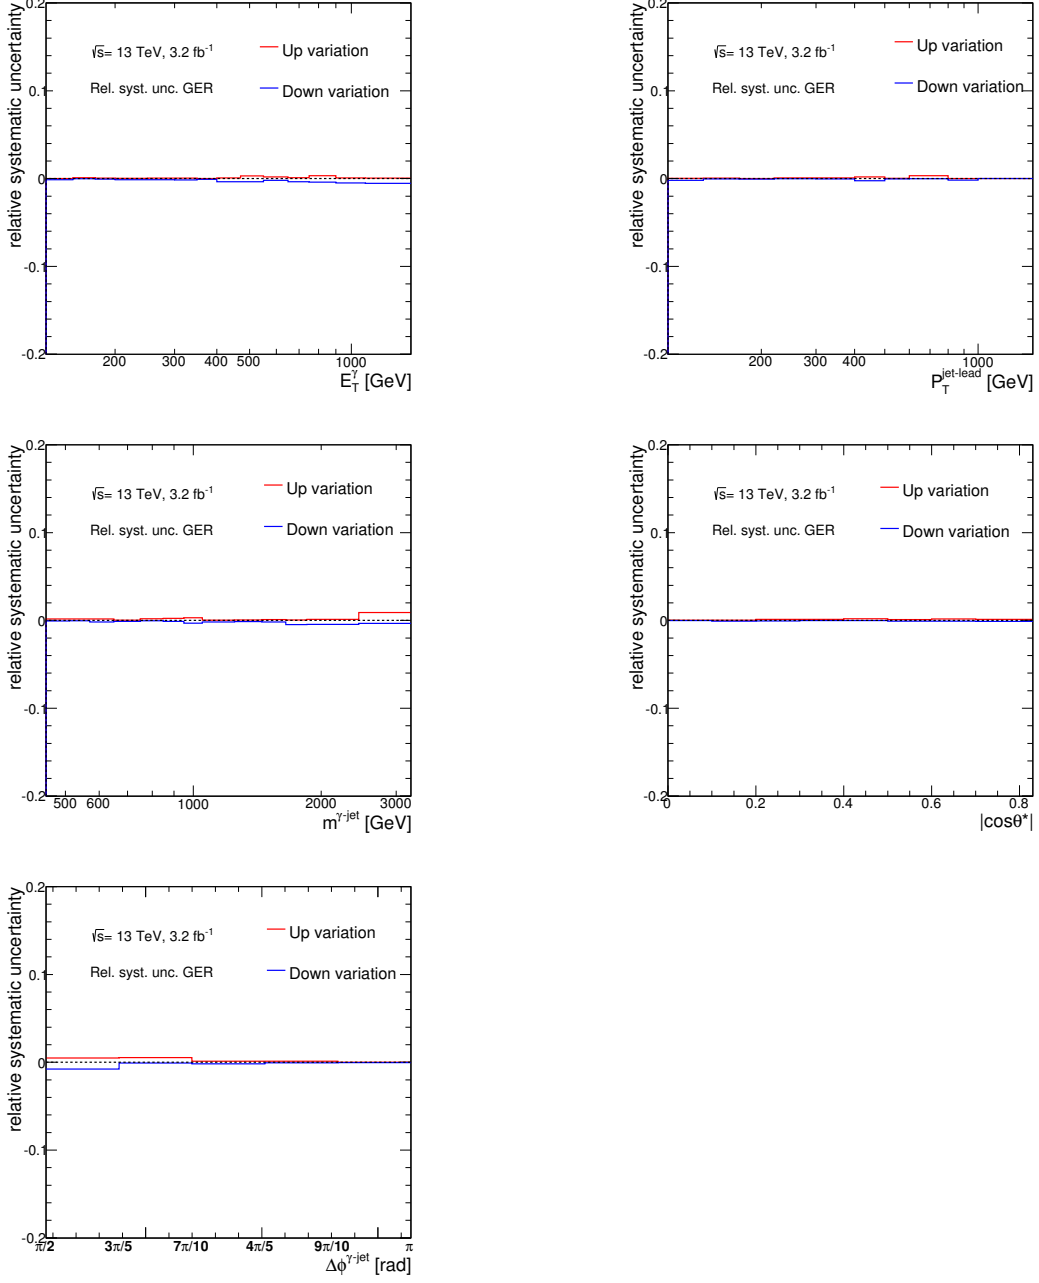 relative systematic uncertainty
0.2
0.1
0
-0.1
-0.2
√s= 13 TeV, 3.2 fb-1
Rel. syst. unc. GER
Up variation
Down variation
200 300 400 500 1000
E_T^γ [GeV]
relative systematic uncertainty
0.2
0.1
0
-0.1
-0.2
√s= 13 TeV, 3.2 fb-1
Rel. syst. unc. GER
Up variation
Down variation
200 300 400 1000
P_T^jet-lead [GeV]
relative systematic uncertainty
0.2
0.1
0
-0.1
-0.2
√s= 13 TeV, 3.2 fb-1
Rel. syst. unc. GER
Up variation
Down variation
500 600 1000 2000 3000
m^γ-jet [GeV]
relative systematic uncertainty
0.2
0.1
0
-0.1
-0.2
√s= 13 TeV, 3.2 fb-1
Rel. syst. unc. GER
Up variation
Down variation
0 0.2 0.4 0.6 0.8
|cosθ*|
relative systematic uncertainty
0.2
0.1
0
-0.1
-0.2
√s= 13 TeV, 3.2 fb-1
Rel. syst. unc. GER
Up variation
Down variation
π/2 3π/5 7π/10 4π/5 9π/10 π
Δϕ^γ-jet [rad]